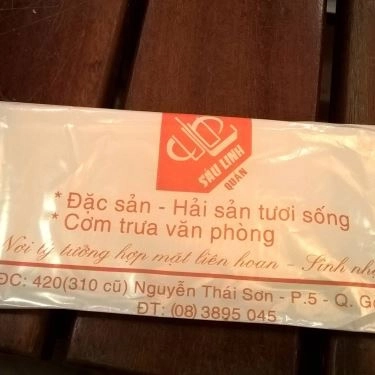 SÁU LINH
QUÁN
* Đặc sản - Hải sản tươi sống
* Cơm trưa văn phòng
Nơi lý tưởng họp mặt liên hoan - Sinh
ĐC: 420(310 cũ) Nguyễn Thái Sơn - P.5 - Q.
ĐT: (08) 3895 045